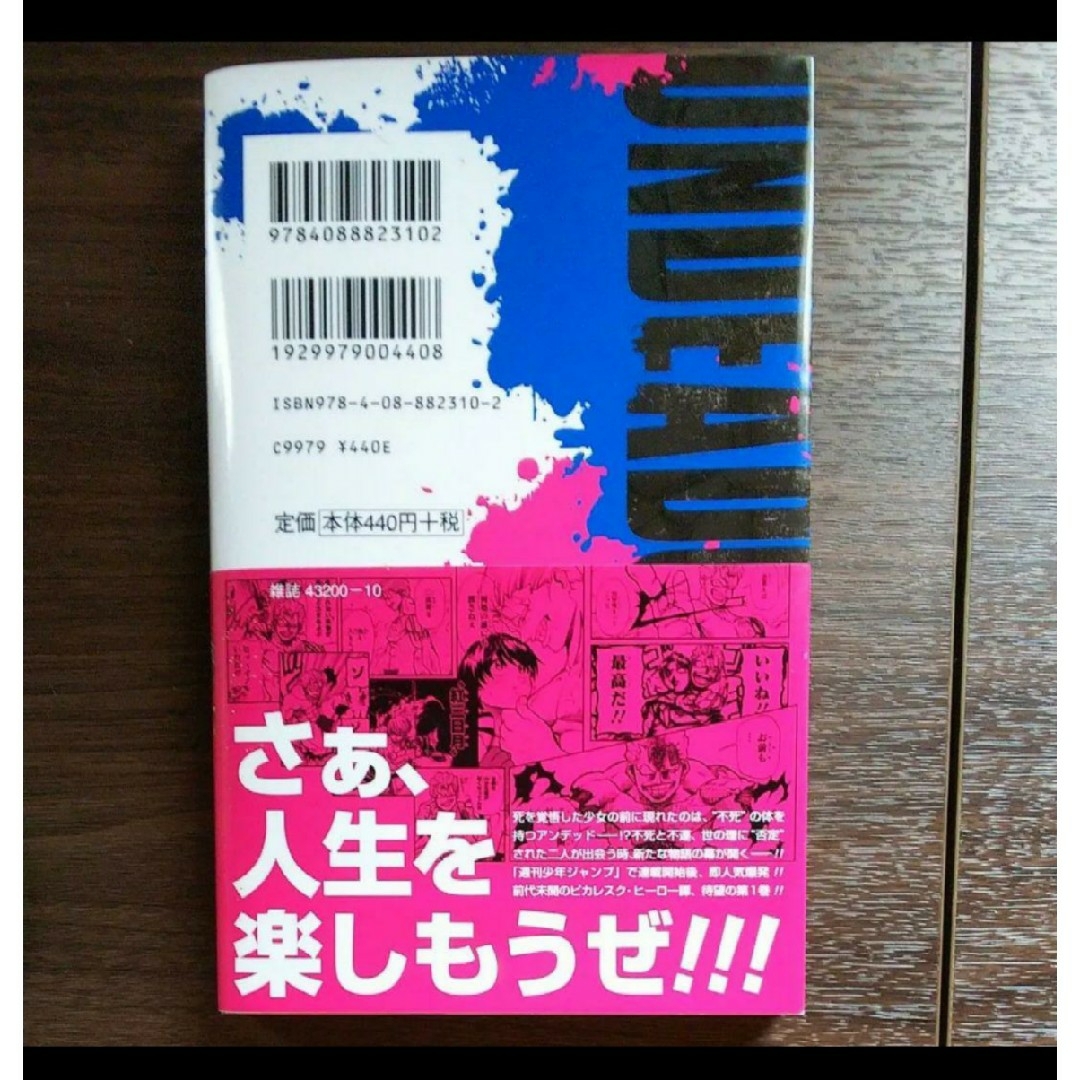 UNDEAD
9784088823102
1929979004408
ISBN978-4-08-882310-2
C9979 ¥440E
定価 本体440円+税
雑誌 43200-10
最高だ!!
いいね!!
さぁ、
人生を
楽しもうぜ!!!
死を覚悟した少女の前に現れたのは、“不死”の体を
持つアンデッド──!?不死と不運、世の理に“否定”
された二人が出会う時、新たな物語の幕が開く──!!
「週刊少年ジャンプ」で連載開始後、即人気爆発!!
前代未聞のピカレスク・ヒーロー譚、待望の第1巻!!